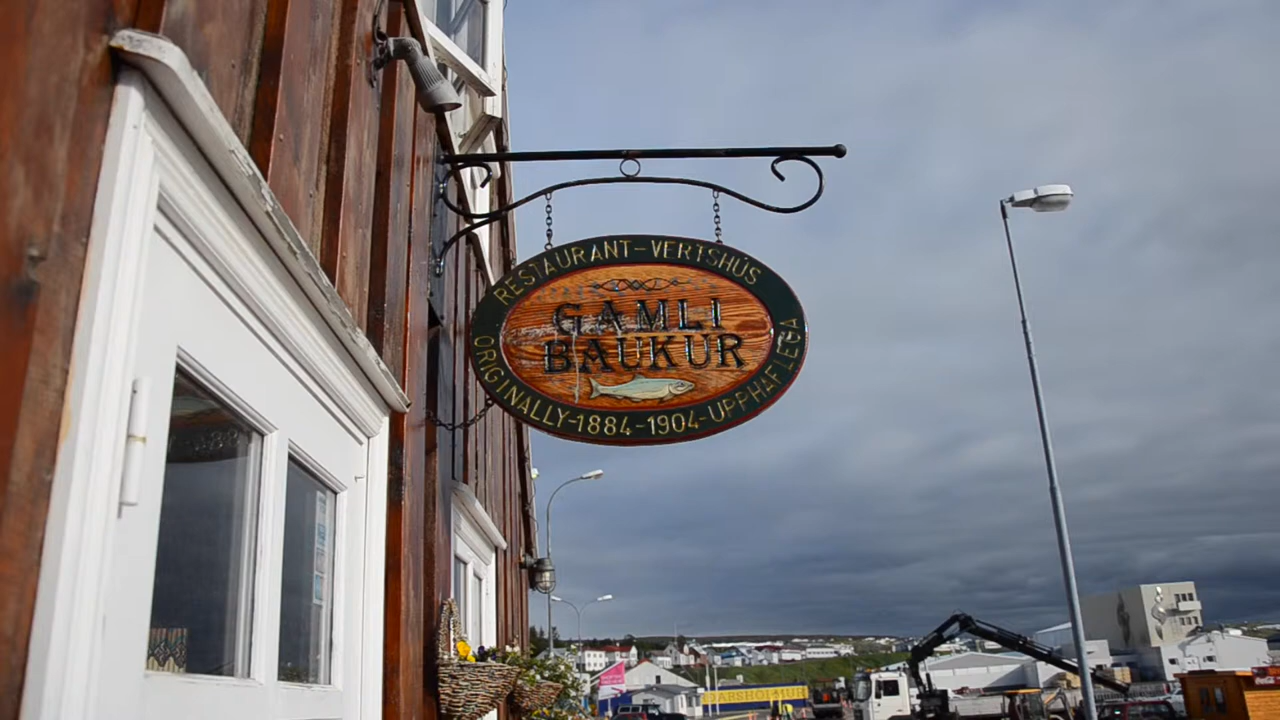 RESTAURANT-VERTSHÚS
GAMLI
BAUKUR
ORIGINALLY-1884-1904-UPPHAFLEGA